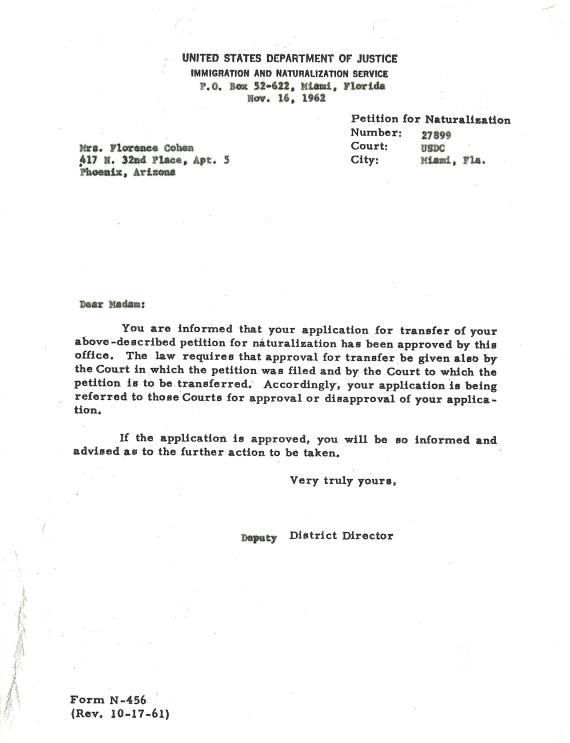 UNITED STATES DEPARTMENT OF JUSTICE
IMMIGRATION AND NATURALIZATION SERVICE
P.O. Box 52-622, Miami, Florida
Nov. 16, 1962
Petition for Naturalization
Number: 27899
Court: USDC
City: Miami, Fla.
Mrs. Florence Cohen
417 N. 32nd Place, Apt. 5
Phoenix, Arizona
Dear Madam:
You are informed that your application for transfer of your
above-described petition for naturalization has been approved by this
office. The law requires that approval for transfer be given also by
the Court in which the petition was filed and by the Court to which the
petition is to be transferred. Accordingly, your application is being
referred to those Courts for approval or disapproval of your applica-
tion.
If the application is approved, you will be so informed and
advised as to the further action to be taken.
Very truly yours,
Deputy District Director
Form N-456
(Rev. 10-17-61)